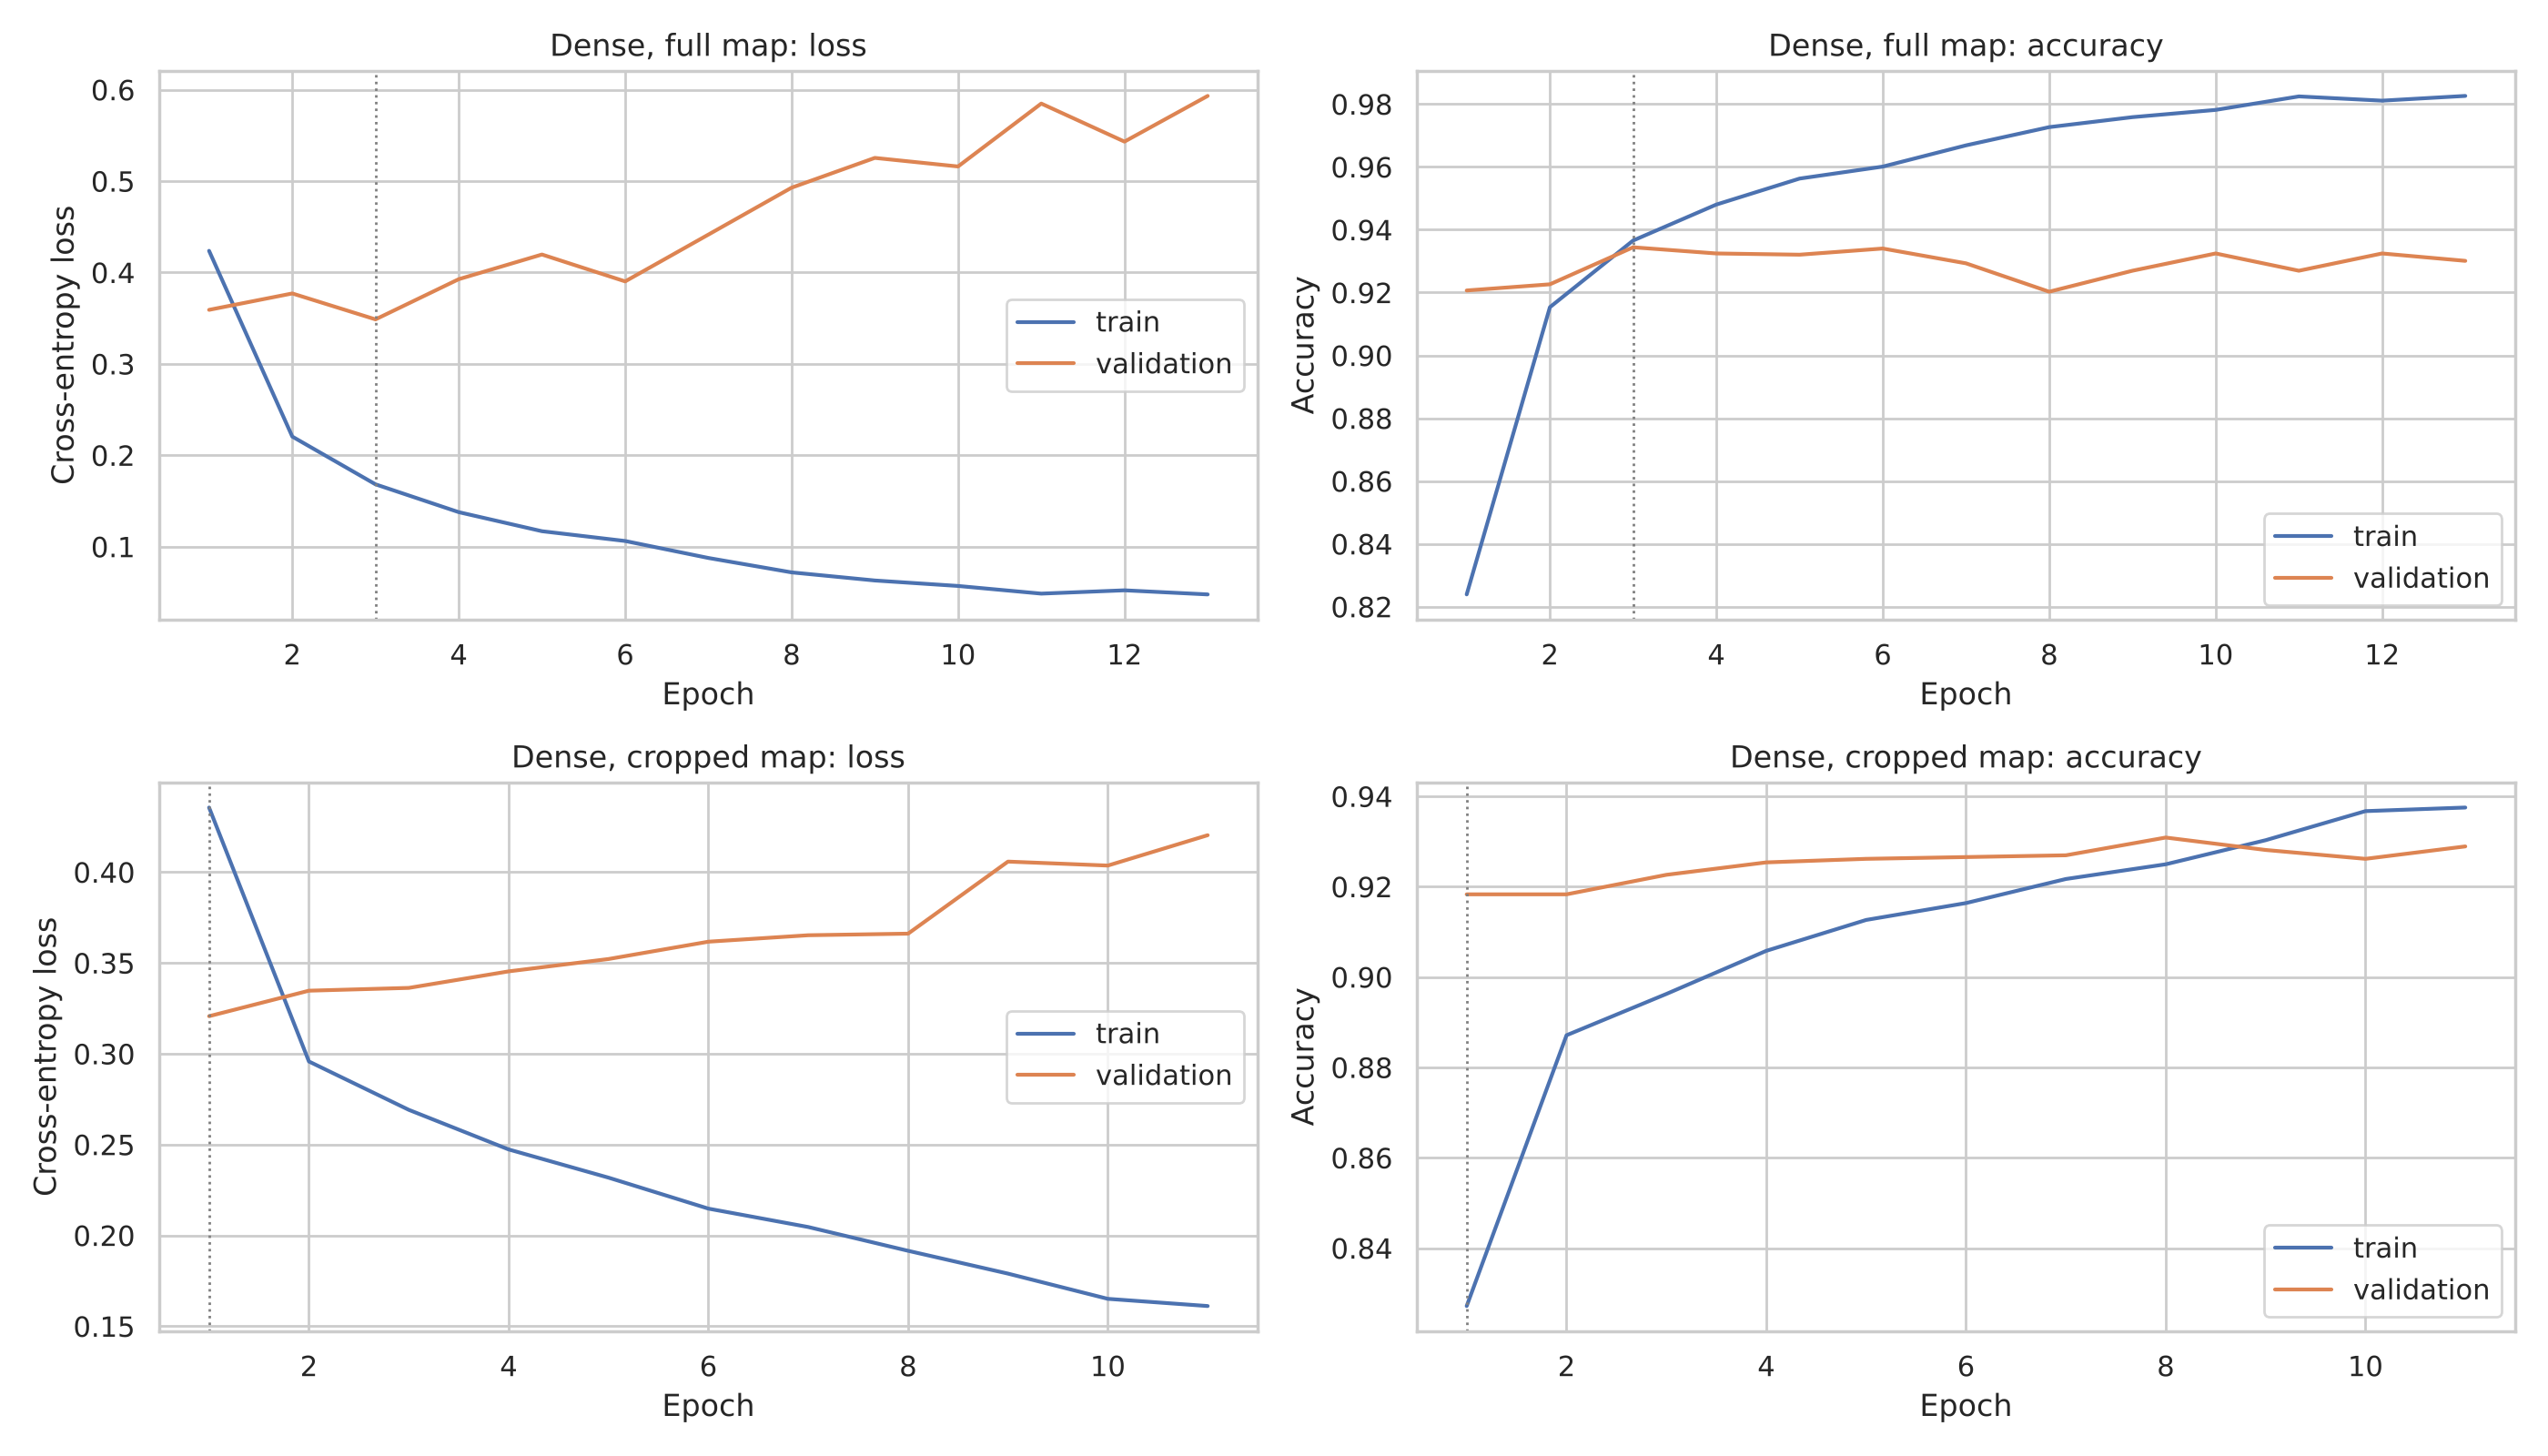 Dense, full map: loss
0.6
0.5
0.4
0.3
0.2
0.1
Cross-entropy loss
train
validation
2 4 6 8 10 12
Epoch
Dense, full map: accuracy
0.98
0.96
0.94
0.92
0.90
0.88
0.86
0.84
0.82
Accuracy
train
validation
2 4 6 8 10 12
Epoch
Dense, cropped map: loss
0.40
0.35
0.30
0.25
0.20
0.15
Cross-entropy loss
train
validation
2 4 6 8 10
Epoch
Dense, cropped map: accuracy
0.94
0.92
0.90
0.88
0.86
0.84
Accuracy
train
validation
2 4 6 8 10
Epoch